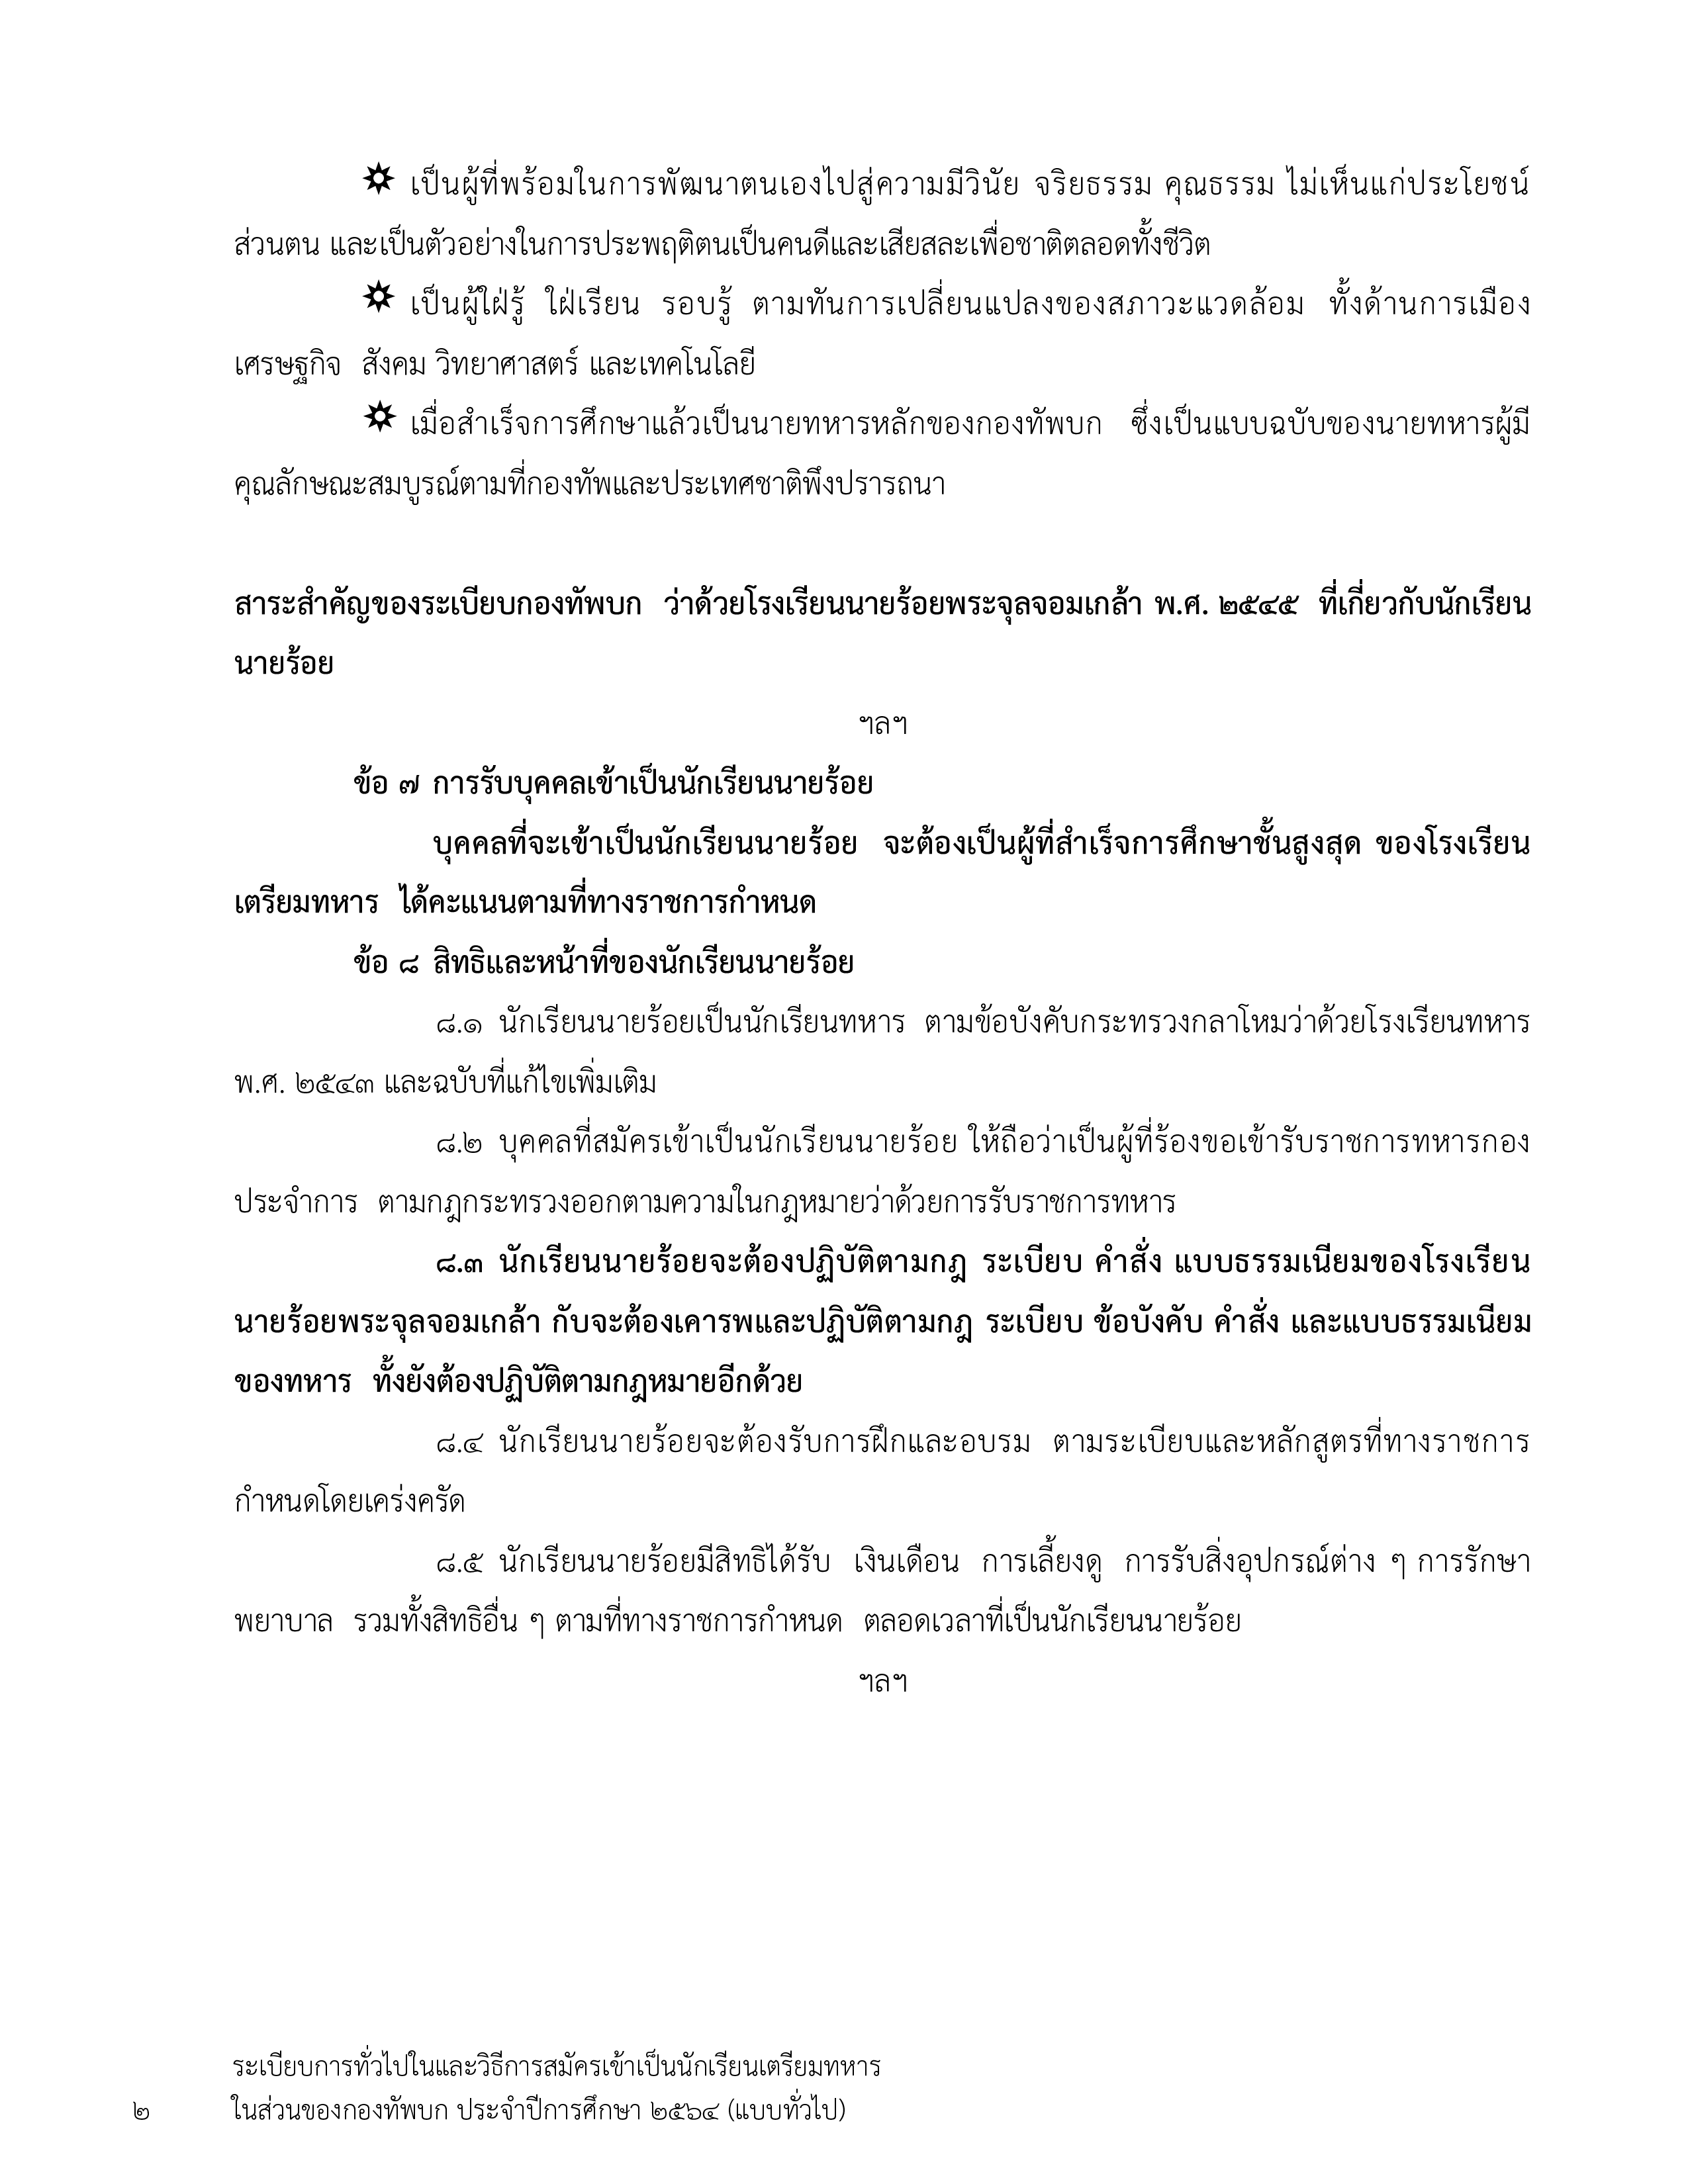 ✵ เป็นผู้ที่พร้อมในการพัฒนาตนเองไปสู่ความมีวินัย จริยธรรม คุณธรรม ไม่เห็นแก่ประโยชน์
ส่วนตน และเป็นตัวอย่างในการประพฤติตนเป็นคนดีและเสียสละเพื่อชาติตลอดทั้งชีวิต
✵ เป็นผู้ใฝ่รู้ ใฝ่เรียน รอบรู้ ตามทันการเปลี่ยนแปลงของสภาวะแวดล้อม ทั้งด้านการเมือง
เศรษฐกิจ สังคม วิทยาศาสตร์ และเทคโนโลยี
✵ เมื่อสำเร็จการศึกษาแล้วเป็นนายทหารหลักของกองทัพบก ซึ่งเป็นแบบฉบับของนายทหารผู้มี
คุณลักษณะสมบูรณ์ตามที่กองทัพและประเทศชาติพึงปรารถนา
สาระสำคัญของระเบียบกองทัพบก ว่าด้วยโรงเรียนนายร้อยพระจุลจอมเกล้า พ.ศ. ๒๕๔๕ ที่เกี่ยวกับนักเรียน
นายร้อย
ฯลฯ
ข้อ ๗ การรับบุคคลเข้าเป็นนักเรียนนายร้อย
บุคคลที่จะเข้าเป็นนักเรียนนายร้อย จะต้องเป็นผู้ที่สำเร็จการศึกษาชั้นสูงสุด ของโรงเรียน
เตรียมทหาร ได้คะแนนตามที่ทางราชการกำหนด
ข้อ ๘ สิทธิและหน้าที่ของนักเรียนนายร้อย
๘.๑ นักเรียนนายร้อยเป็นนักเรียนทหาร ตามข้อบังคับกระทรวงกลาโหมว่าด้วยโรงเรียนทหาร
พ.ศ. ๒๕๔๓ และฉบับที่แก้ไขเพิ่มเติม
๘.๒ บุคคลที่สมัครเข้าเป็นนักเรียนนายร้อย ให้ถือว่าเป็นผู้ที่ร้องขอเข้ารับราชการทหารกอง
ประจำการ ตามกฎกระทรวงออกตามความในกฎหมายว่าด้วยการรับราชการทหาร
๘.๓ นักเรียนนายร้อยจะต้องปฏิบัติตามกฎ ระเบียบ คำสั่ง แบบธรรมเนียมของโรงเรียน
นายร้อยพระจุลจอมเกล้า กับจะต้องเคารพและปฏิบัติตามกฎ ระเบียบ ข้อบังคับ คำสั่ง และแบบธรรมเนียม
ของทหาร ทั้งยังต้องปฏิบัติตามกฎหมายอีกด้วย
๘.๔ นักเรียนนายร้อยจะต้องรับการฝึกและอบรม ตามระเบียบและหลักสูตรที่ทางราชการ
กำหนดโดยเคร่งครัด
๘.๕ นักเรียนนายร้อยมีสิทธิได้รับ เงินเดือน การเลี้ยงดู การรับสิ่งอุปกรณ์ต่าง ๆ การรักษา
พยาบาล รวมทั้งสิทธิอื่น ๆ ตามที่ทางราชการกำหนด ตลอดเวลาที่เป็นนักเรียนนายร้อย
ฯลฯ
ระเบียบการทั่วไปในและวิธีการสมัครเข้าเป็นนักเรียนเตรียมทหาร
๒ ในส่วนของกองทัพบก ประจำปีการศึกษา ๒๕๖๔ (แบบทั่วไป)